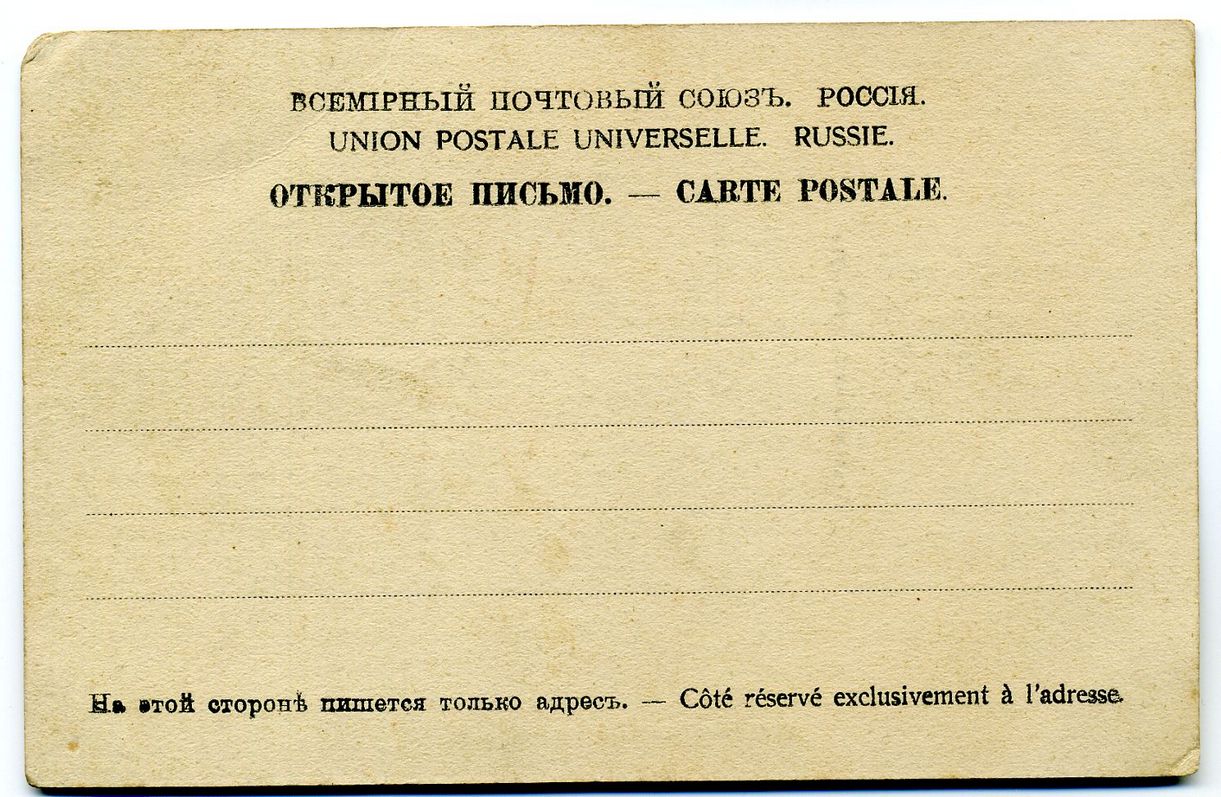 ВСЕМІРНЫЙ ПОЧТОВЫЙ СОЮЗЪ. РОССІЯ.
UNION POSTALE UNIVERSELLE. RUSSIE.
ОТКРЫТОЕ ПИСЬМО. — CARTE POSTALE.
На этой сторонѣ пишется только адресъ. — Côté réservé exclusivement à l'adresse.